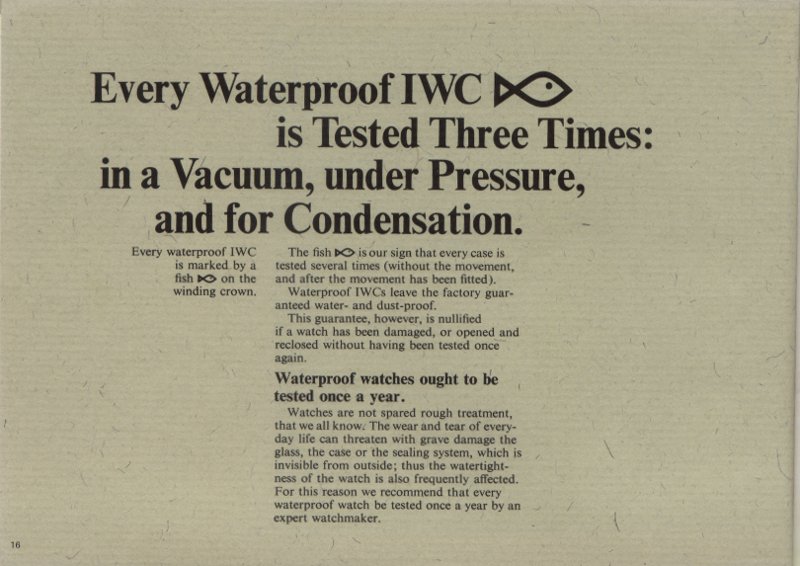 Every Waterproof IWC
is Tested Three Times:
in a Vacuum, under Pressure,
and for Condensation.
Every waterproof IWC
is marked by a
fish on the
winding crown.
The fish is our sign that every case is
tested several times (without the movement,
and after the movement has been fitted).
Waterproof IWCs leave the factory guar-
anteed water- and dust-proof.
This guarantee, however, is nullified
if a watch has been damaged, or opened and
reclosed without having been tested once
again.
Waterproof watches ought to be
tested once a year.
Watches are not spared rough treatment,
that we all know. The wear and tear of every-
day life can threaten with grave damage the
glass, the case or the sealing system, which is
invisible from outside; thus the watertight-
ness of the watch is also frequently affected.
For this reason we recommend that every
waterproof watch be tested once a year by an
expert watchmaker.
16